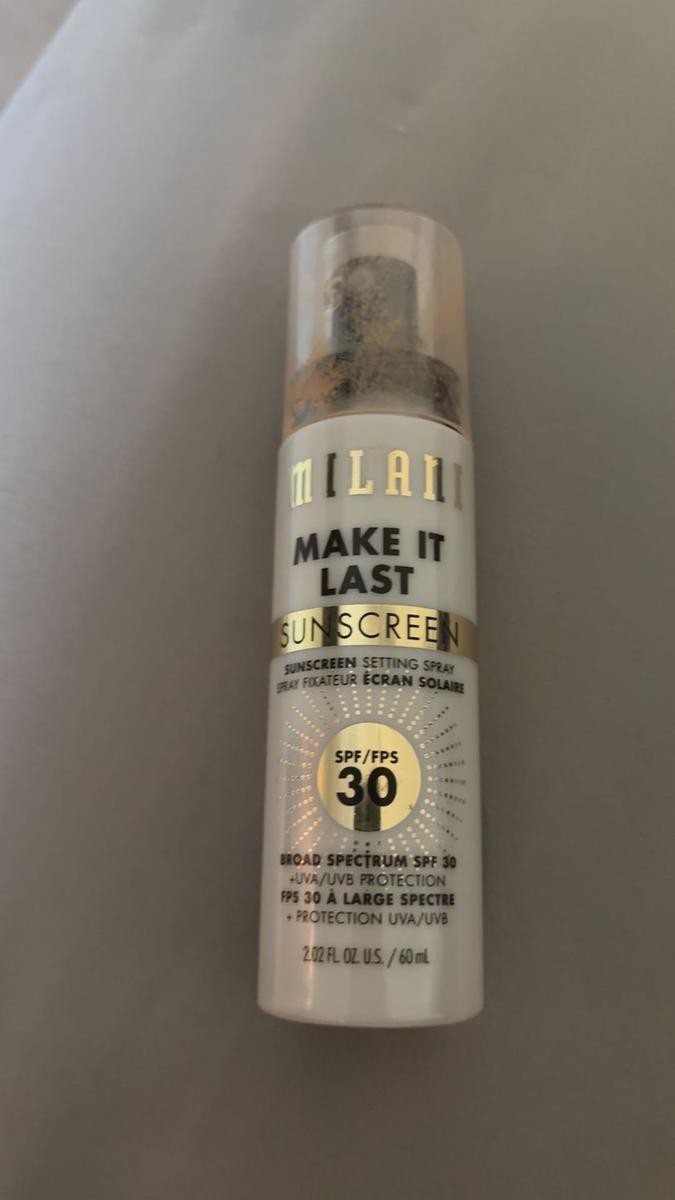 MILANI
MAKE IT
LAST
SUNSCREEN
SUNSCREEN SETTING SPRAY
SPRAY FIXATEUR ÉCRAN SOLAIRE
SPF/FPS
30
BROAD SPECTRUM SPF 30
+UVA/UVB PROTECTION
FPS 30 À LARGE SPECTRE
+ PROTECTION UVA/UVB
2.02 FL. OZ. U.S. / 60 mL